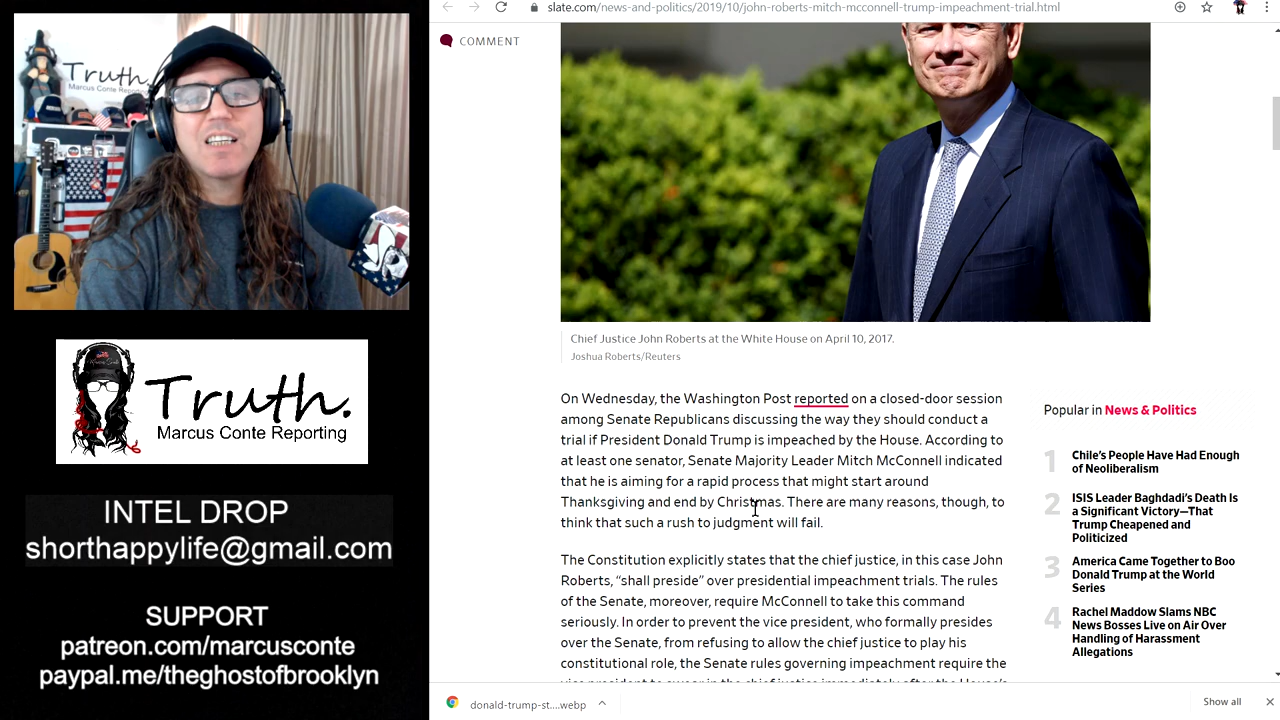 Truth.
Marcus Conte Reporting
Truth.
Marcus Conte Reporting
INTEL DROP
shorthappylife@gmail.com
SUPPORT
patreon.com/marcusconte
paypal.me/theghostofbrooklyn
slate.com/news-and-politics/2019/10/john-roberts-mitch-mcconnell-trump-impeachment-trial.html
COMMENT
Chief Justice John Roberts at the White House on April 10, 2017.
Joshua Roberts/Reuters
On Wednesday, the Washington Post reported on a closed-door session
among Senate Republicans discussing the way they should conduct a
trial if President Donald Trump is impeached by the House. According to
at least one senator, Senate Majority Leader Mitch McConnell indicated
that he is aiming for a rapid process that might start around
Thanksgiving and end by Christmas. There are many reasons, though, to
think that such a rush to judgment will fail.
The Constitution explicitly states that the chief justice, in this case John
Roberts, “shall preside” over presidential impeachment trials. The rules
of the Senate, moreover, require McConnell to take this command
seriously. In order to prevent the vice president, who formally presides
over the Senate, from refusing to allow the chief justice to play his
constitutional role, the Senate rules governing impeachment require the
vice president to swear in the chief justice immediately after the House's
Popular in News & Politics
1 Chile’s People Have Had Enough
of Neoliberalism
2 ISIS Leader Baghdadi’s Death Is
a Significant Victory—That
Trump Cheapened and
Politicized
3 America Came Together to Boo
Donald Trump at the World
Series
4 Rachel Maddow Slams NBC
News Bosses Live on Air Over
Handling of Harassment
Allegations
donald-trump-st....webp
Show all